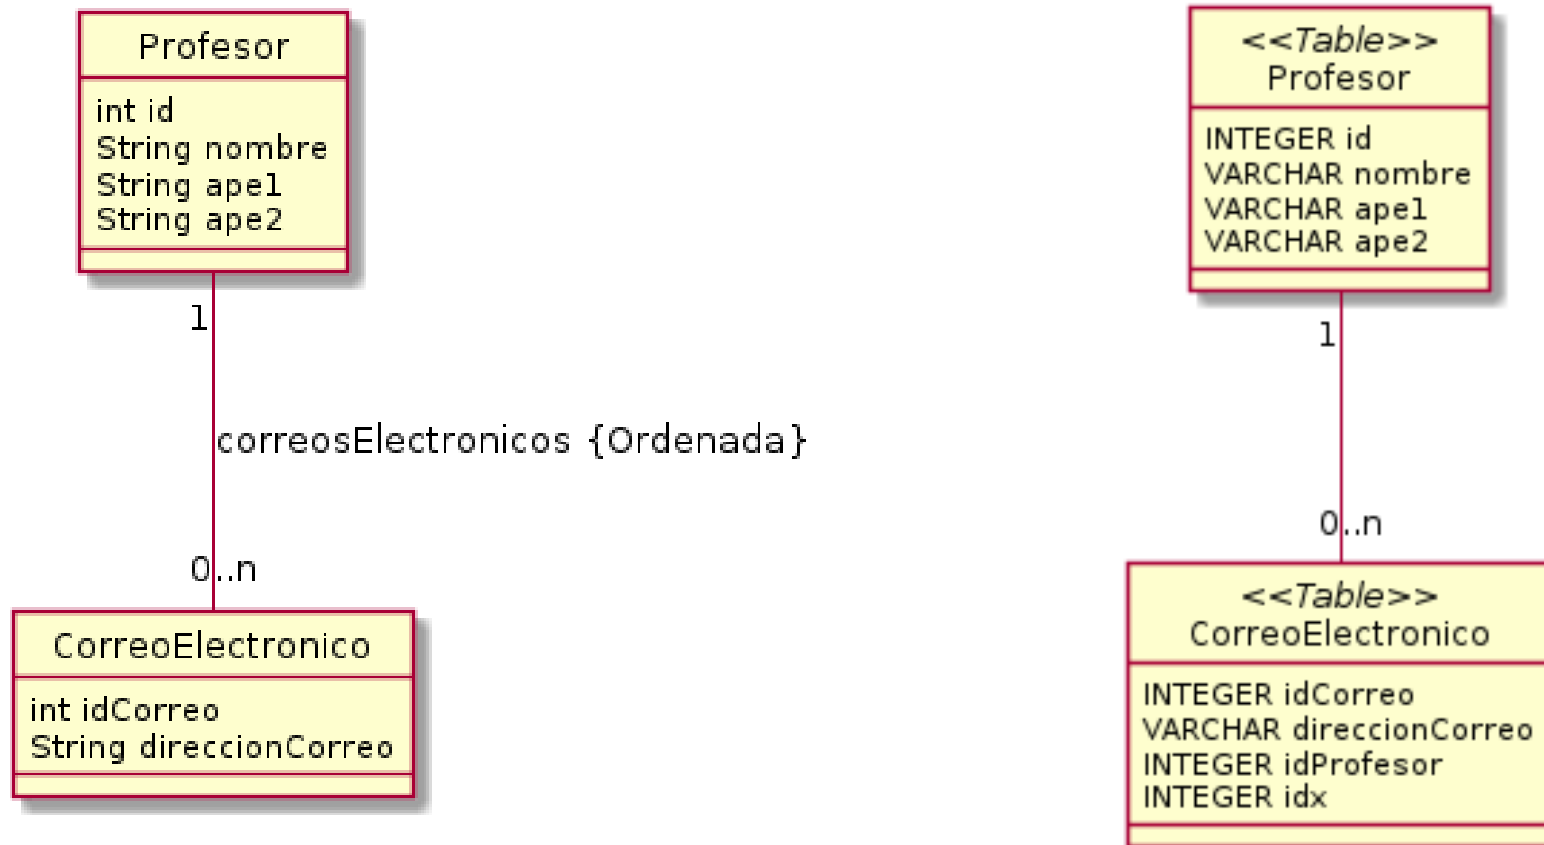 Profesor
int id
String nombre
String ape1
String ape2
1
correosElectronicos {Ordenada}
0..n
CorreoElectronico
int idCorreo
String direccionCorreo
<<Table>>
Profesor
INTEGER id
VARCHAR nombre
VARCHAR ape1
VARCHAR ape2
1
0..n
<<Table>>
CorreoElectronico
INTEGER idCorreo
VARCHAR direccionCorreo
INTEGER idProfesor
INTEGER idx